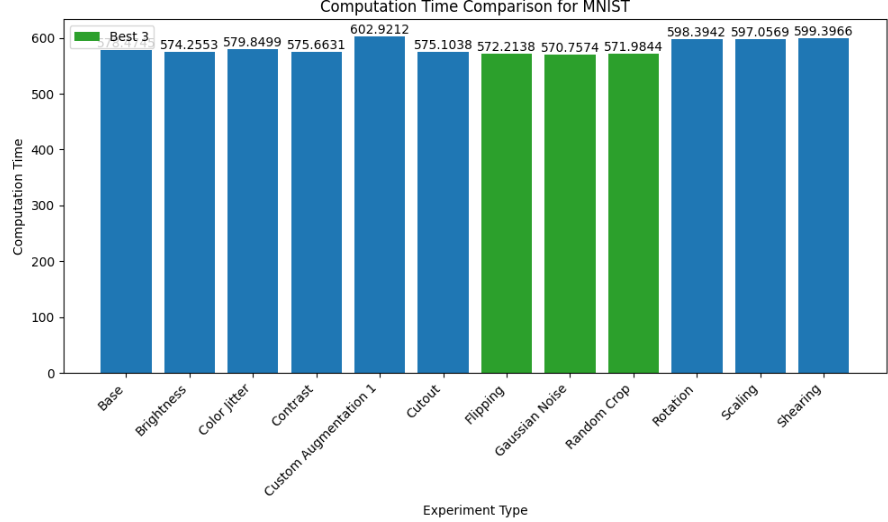 Computation Time Comparison for MNIST
Best 3
578.4745
574.2553
579.8499
575.6631
602.9212
575.1038
572.2138
570.7574
571.9844
598.3942
597.0569
599.3966
Computation Time
600
500
400
300
200
100
0
Base
Brightness
Color Jitter
Contrast
Custom Augmentation 1
Cutout
Flipping
Gaussian Noise
Random Crop
Rotation
Scaling
Shearing
Experiment Type